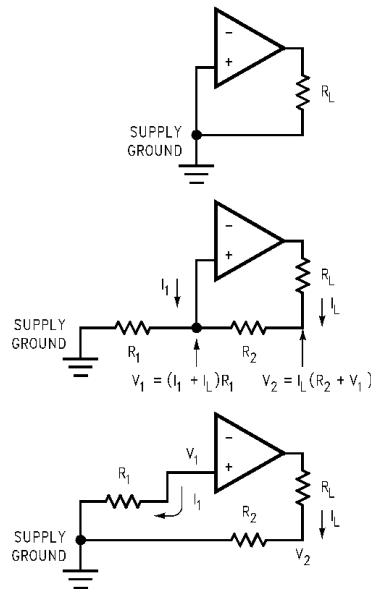 −
+
R_L
SUPPLY
GROUND
−
+
I_1
R_L
I_L
SUPPLY
GROUND
R_1
R_2
V_1 = (I_1 + I_L)R_1
V_2 = I_L(R_2 + V_1)
−
+
V_1
R_1
I_1
R_L
I_L
R_2
SUPPLY
GROUND
V_2